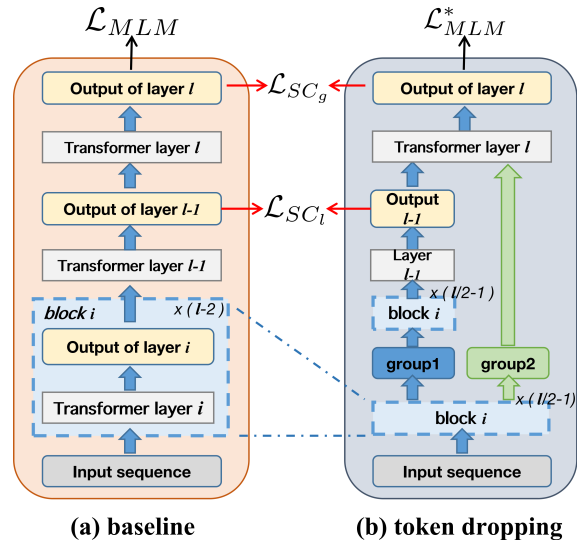 ℒ_MLM
ℒ*_MLM
Output of layer l
ℒ_SC_g
Output of layer l
Transformer layer l
Transformer layer l
Output of layer l-1
ℒ_SC_l
Output
l-1
Transformer layer l-1
Layer
l-1
block i
x ( l-2 )
x ( l/2-1 )
block i
Output of layer i
group1
group2
Transformer layer i
x ( l/2-1 )
block i
Input sequence
Input sequence
(a) baseline
(b) token dropping